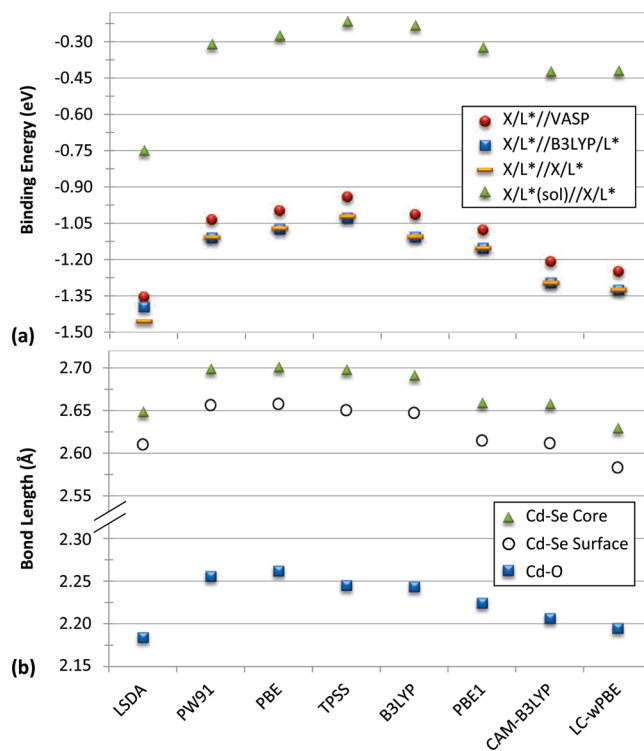 -0.30
-0.45
-0.60
-0.75
-0.90
-1.05
-1.20
-1.35
-1.50
Binding Energy (eV)
X/L*//VASP
X/L*//B3LYP/L*
X/L*//X/L*
X/L*(sol)//X/L*
(a)
2.70
2.65
2.60
2.55
2.30
2.25
2.20
2.15
Bond Length (Å)
Cd-Se Core
Cd-Se Surface
Cd-O
(b)
LSDA
PW91
PBE
TPSS
B3LYP
PBE1
CAM-B3LYP
LC-wPBE